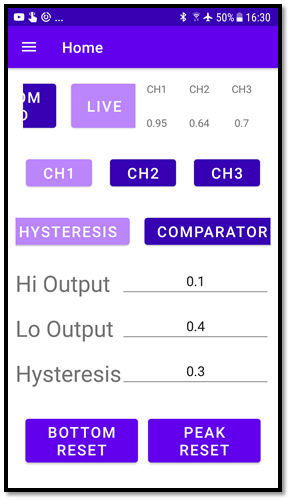 ... 50% 16:30
Home
LIVE CH1 CH2 CH3
0.95 0.64 0.7
CH1 CH2 CH3
HYSTERESIS COMPARATOR
Hi Output 0.1
Lo Output 0.4
Hysteresis 0.3
BOTTOM RESET
PEAK RESET